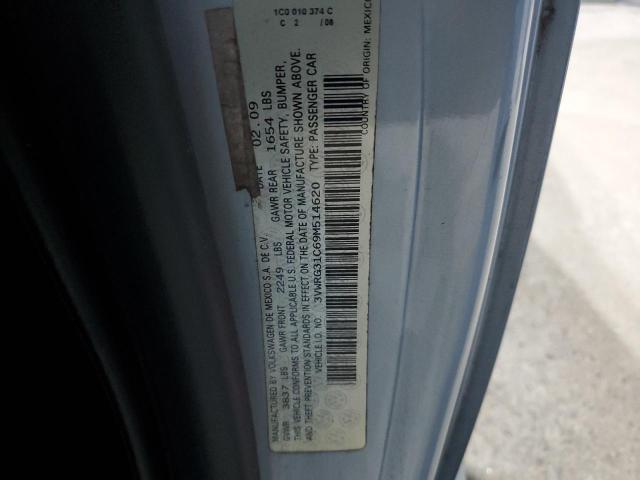 1C0 010 374 C
C 2 /08
MANUFACTURED BY VOLKSWAGEN DE MEXICO S.A. DE C.V. DATE 02.09
GVWR 3837 LBS GAWR FRONT 2249 LBS GAWR REAR 1654 LBS
THIS VEHICLE CONFORMS TO ALL APPLICABLE U.S. FEDERAL MOTOR VEHICLE SAFETY, BUMPER,
AND THEFT PREVENTION STANDARDS IN EFFECT ON THE DATE OF MANUFACTURE SHOWN ABOVE.
VEHICLE I.D. NO. 3VWRG31C69M514620 TYPE: PASSENGER CAR
COUNTRY OF ORIGIN: MEXICO